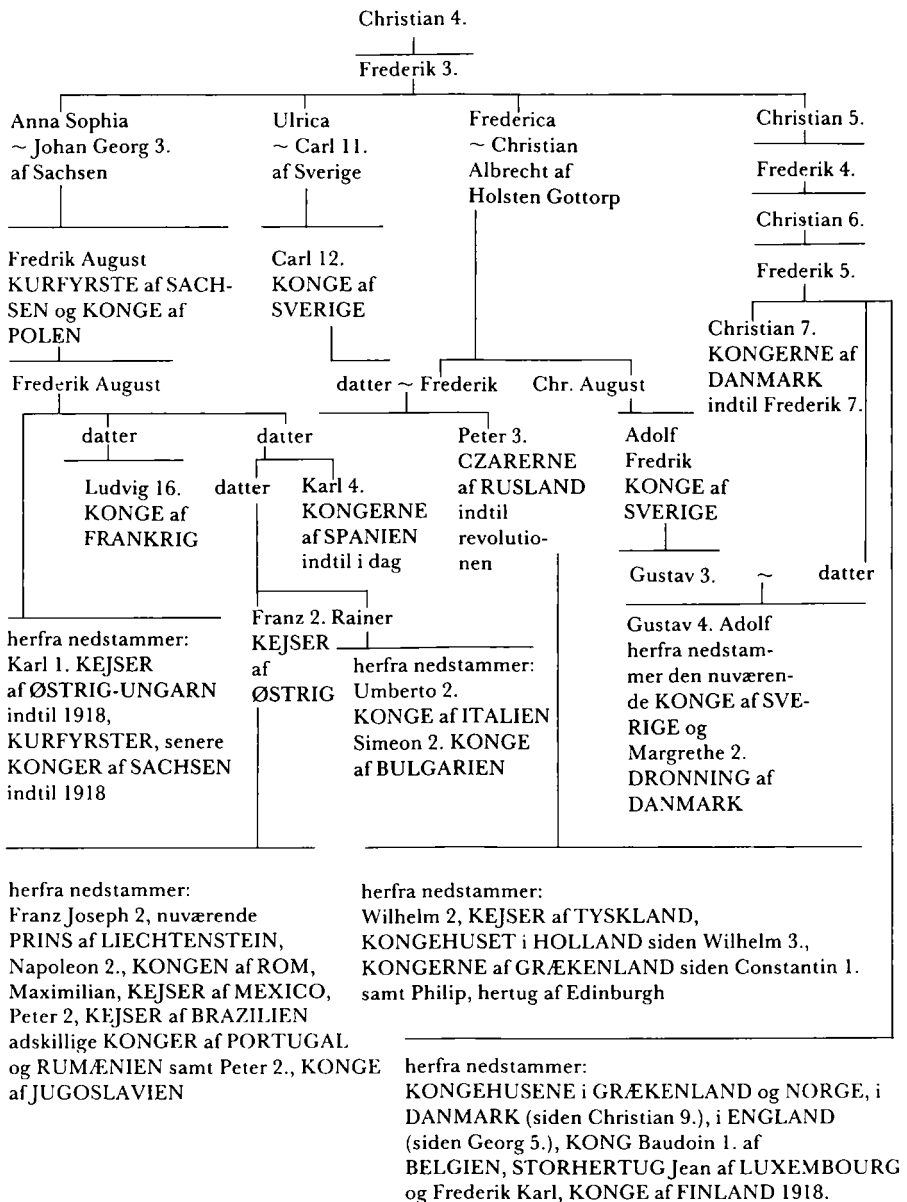 Christian 4.
Frederik 3.
Anna Sophia
~ Johan Georg 3.
af Sachsen
Ulrica
~ Carl 11.
af Sverige
Frederica
~ Christian
Albrecht af
Holsten Gottorp
Christian 5.
Frederik 4.
Christian 6.
Frederik 5.
Fredrik August
KURFYRSTE af SACH-
SEN og KONGE af
POLEN
Carl 12.
KONGE af
SVERIGE
Christian 7.
KONGERNE af
DANMARK
indtil Frederik 7.
Frederik August
datter ~ Frederik
Chr. August
datter
datter
Ludvig 16.
KONGE af
FRANKRIG
datter
Karl 4.
KONGERNE
af SPANIEN
indtil i dag
Peter 3.
CZARERNE
af RUSLAND
indtil
revolutio-
nen
Adolf
Fredrik
KONGE af
SVERIGE
Gustav 3. ~ datter
herfra nedstammer:
Karl 1. KEJSER
af ØSTRIG-UNGARN
indtil 1918,
KURFYRSTER, senere
KONGER af SACHSEN
indtil 1918
Franz 2. Rainer
KEJSER
af
ØSTRIG
herfra nedstammer:
Umberto 2.
KONGE af ITALIEN
Simeon 2. KONGE
af BULGARIEN
Gustav 4. Adolf
herfra nedstam-
mer den nuværen-
de KONGE af SVE-
RIGE og
Margrethe 2.
DRONNING af
DANMARK
herfra nedstammer:
Franz Joseph 2, nuværende
PRINS af LIECHTENSTEIN,
Napoleon 2., KONGEN af ROM,
Maximilian, KEJSER af MEXICO,
Peter 2, KEJSER af BRAZILIEN
adskillige KONGER af PORTUGAL
og RUMÆNIEN samt Peter 2., KONGE
af JUGOSLAVIEN
herfra nedstammer:
Wilhelm 2, KEJSER af TYSKLAND,
KONGEHUSET i HOLLAND siden Wilhelm 3.,
KONGERNE af GRÆKENLAND siden Constantin 1.
samt Philip, hertug af Edinburgh
herfra nedstammer:
KONGEHUSENE i GRÆKENLAND og NORGE, i
DANMARK (siden Christian 9.), i ENGLAND
(siden Georg 5.), KONG Baudoin 1. af
BELGIEN, STORHERTUG Jean af LUXEMBOURG
og Frederik Karl, KONGE af FINLAND 1918.